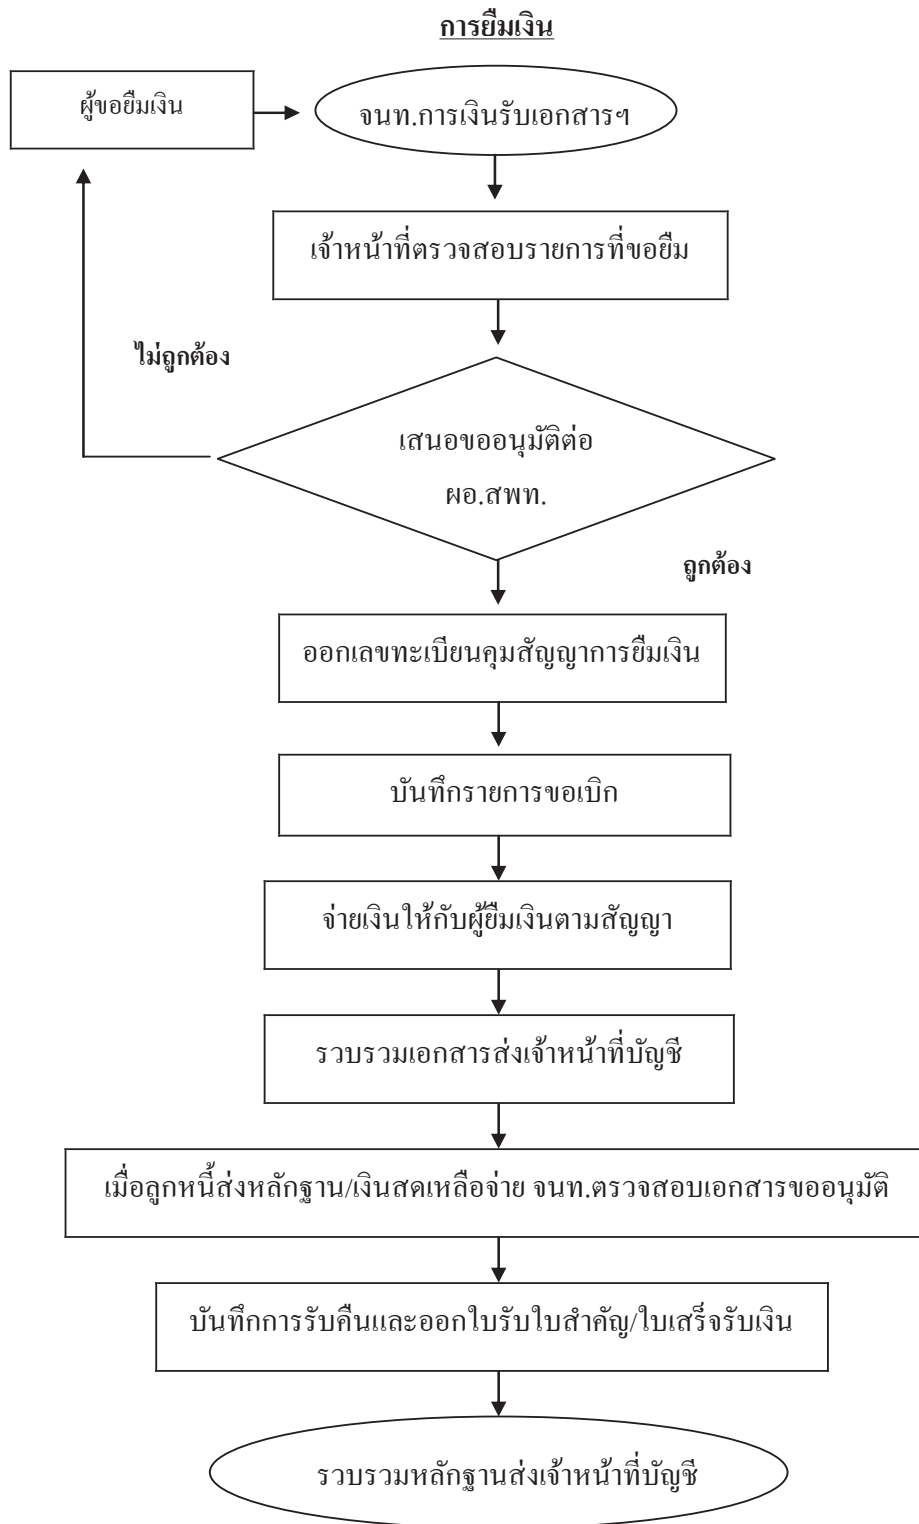 การยืมเงิน
ผู้ขอยืมเงิน
จนท.การเงินรับเอกสารฯ
เจ้าหน้าที่ตรวจสอบรายการที่ขอยืม
ไม่ถูกต้อง
เสนอขออนุมัติต่อ
ผอ.สพท.
ถูกต้อง
ออกเลขทะเบียนคุมสัญญาการยืมเงิน
บันทึกรายการขอเบิก
จ่ายเงินให้กับผู้ยืมเงินตามสัญญา
รวบรวมเอกสารส่งเจ้าหน้าที่บัญชี
เมื่อลูกหนี้ส่งหลักฐาน/เงินสดเหลือจ่าย จนท.ตรวจสอบเอกสารขออนุมัติ
บันทึกการรับคืนและออกใบรับใบสำคัญ/ใบเสร็จรับเงิน
รวบรวมหลักฐานส่งเจ้าหน้าที่บัญชี